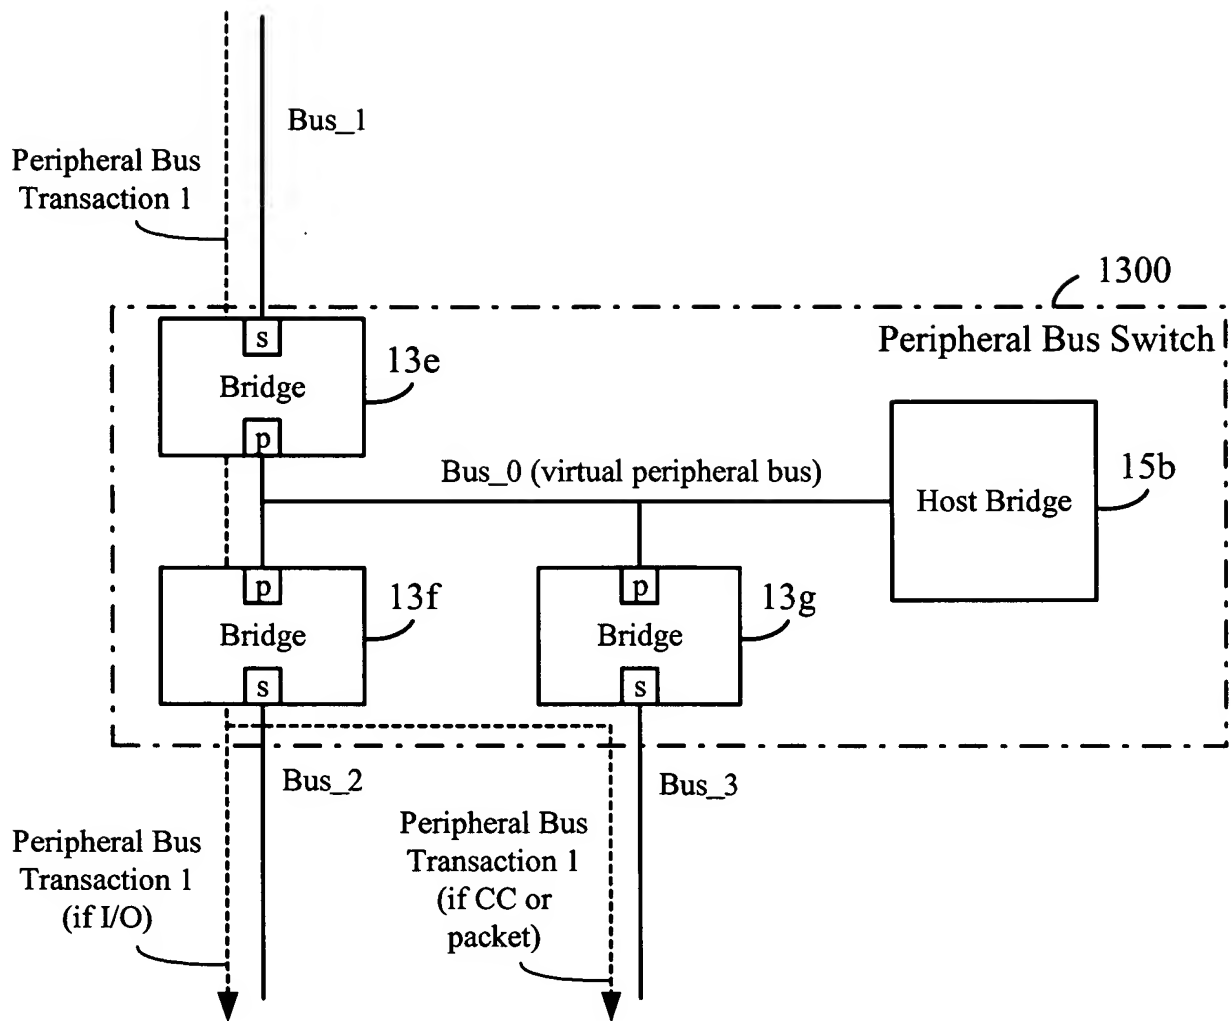 Bus_1
Peripheral Bus
Transaction 1
1300
Peripheral Bus Switch
s
13e
Bridge
p
Bus_0 (virtual peripheral bus)
15b
Host Bridge
p
13f
Bridge
s
p
13g
Bridge
s
Bus_2
Bus_3
Peripheral Bus
Transaction 1
(if I/O)
Peripheral Bus
Transaction 1
(if CC or
packet)